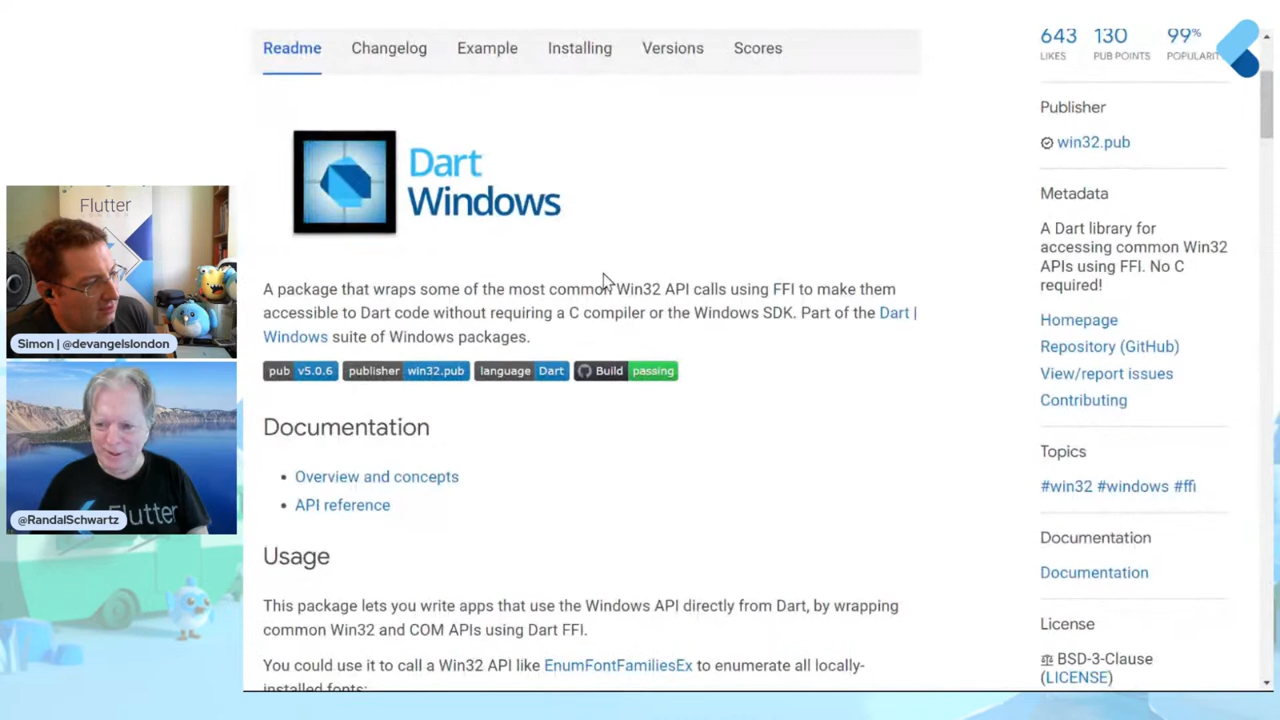 Readme Changelog Example Installing Versions Scores
Dart
Windows
A package that wraps some of the most common Win32 API calls using FFI to make them
accessible to Dart code without requiring a C compiler or the Windows SDK. Part of the Dart |
Windows suite of Windows packages.
pub v5.0.6 publisher win32.pub language Dart Build passing
Documentation
• Overview and concepts
• API reference
Usage
This package lets you write apps that use the Windows API directly from Dart, by wrapping
common Win32 and COM APIs using Dart FFI.
You could use it to call a Win32 API like EnumFontFamiliesEx to enumerate all locally-
installed fonts:
643 130 99%
LIKES PUB POINTS POPULARITY
Publisher
win32.pub
Metadata
A Dart library for
accessing common Win32
APIs using FFI. No C
required!
Homepage
Repository (GitHub)
View/report issues
Contributing
Topics
#win32 #windows #ffi
Documentation
Documentation
License
BSD-3-Clause
(LICENSE)
Flutter
Simon | @devangelslondon
Flutter
@RandalSchwartz